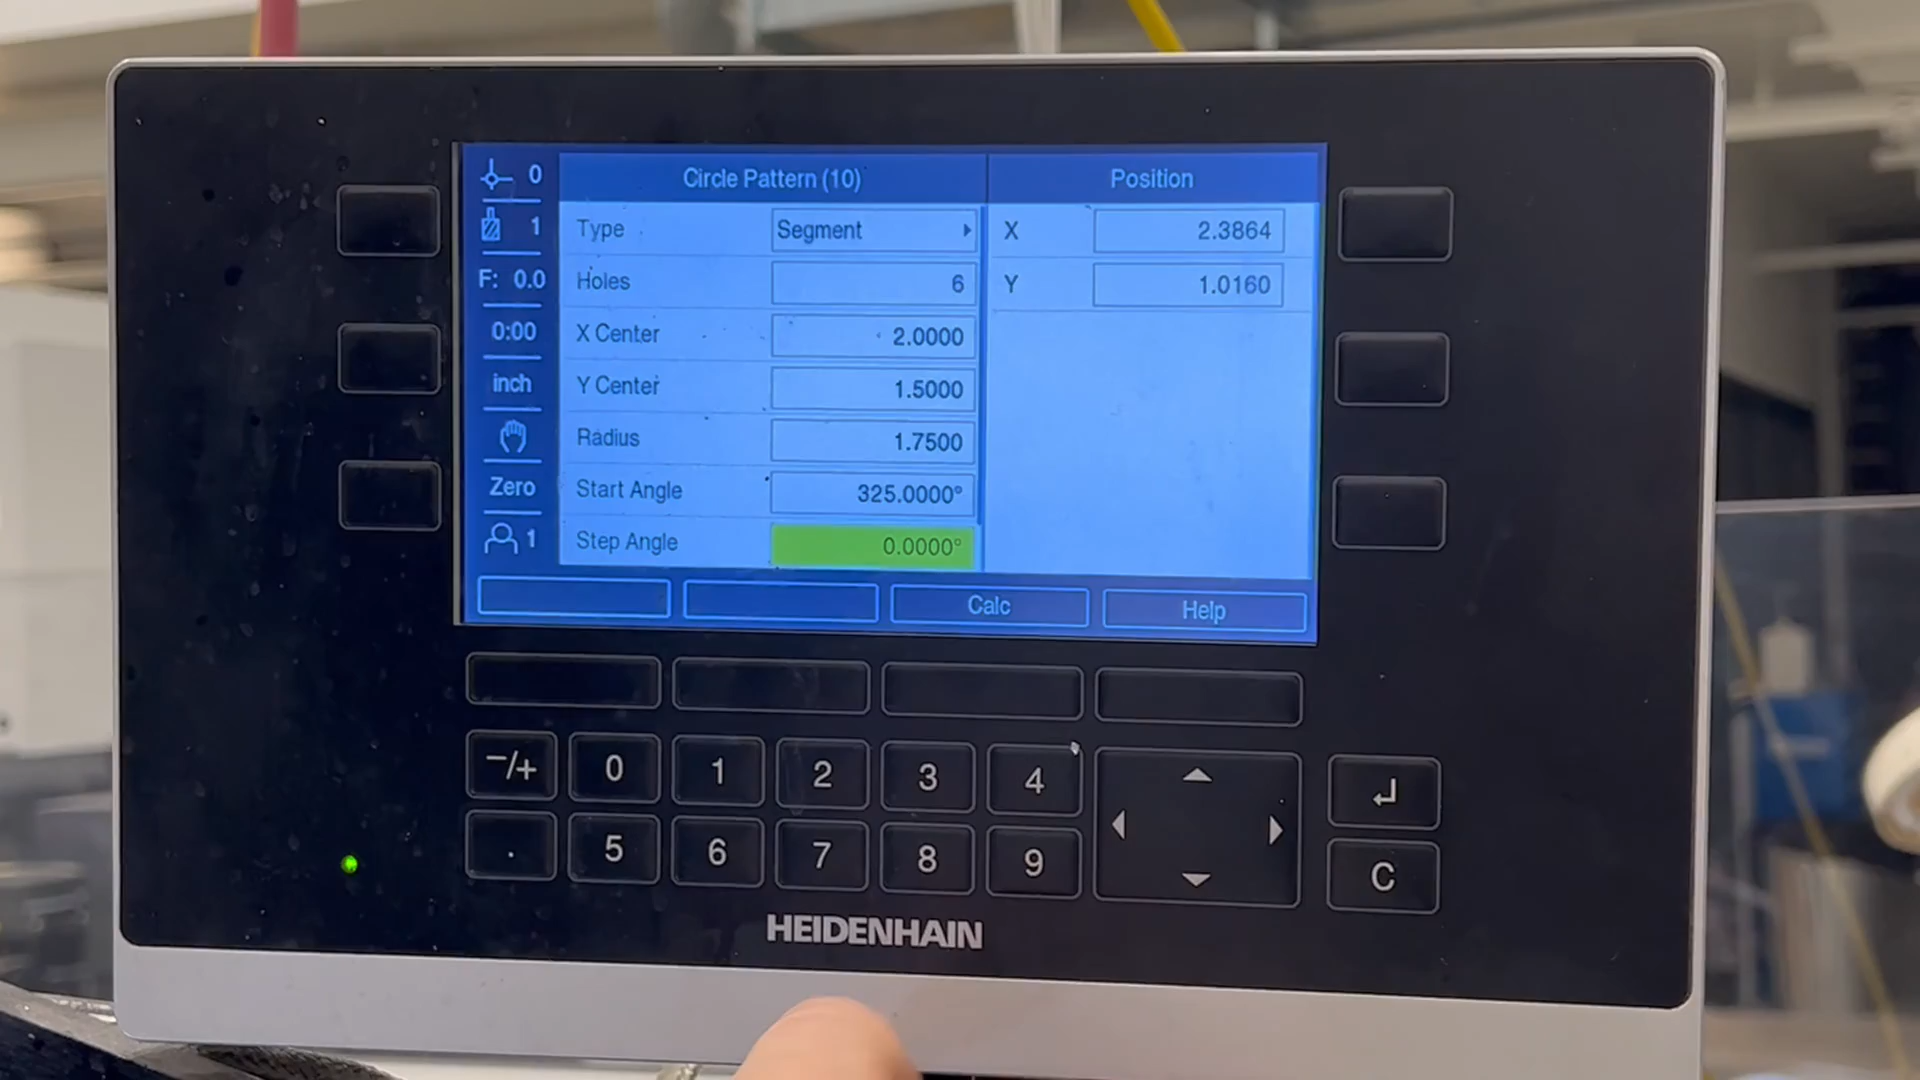 0 Circle Pattern (10) Position
1 Type Segment X 2.3864
F: 0.0 Holes 6 Y 1.0160
0:00 X Center 2.0000
inch Y Center 1.5000
Radius 1.7500
Zero Start Angle 325.0000°
1 Step Angle 0.0000°
Calc Help
-/+ 0 1 2 3 4
. 5 6 7 8 9 C
HEIDENHAIN